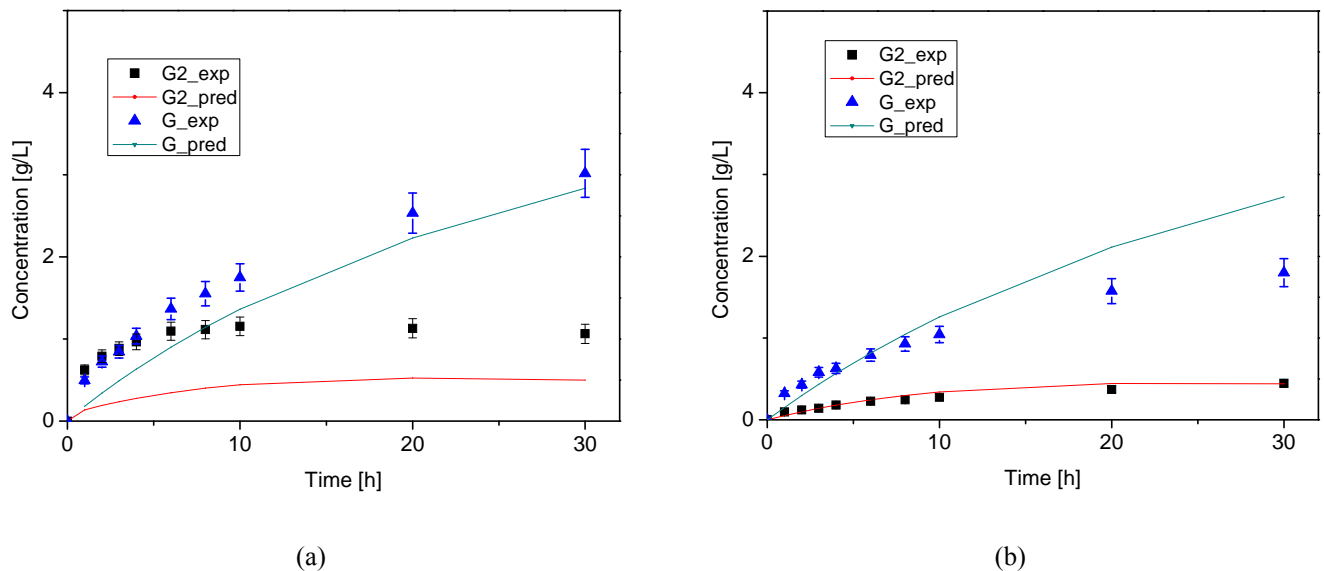 G2_exp
G2_pred
G_exp
G_pred
4
2
0
Concentration [g/L]
0
10
20
30
Time [h]
(a)
G2_exp
G2_pred
G_exp
G_pred
4
2
0
Concentration [g/L]
0
10
20
30
Time [h]
(b)